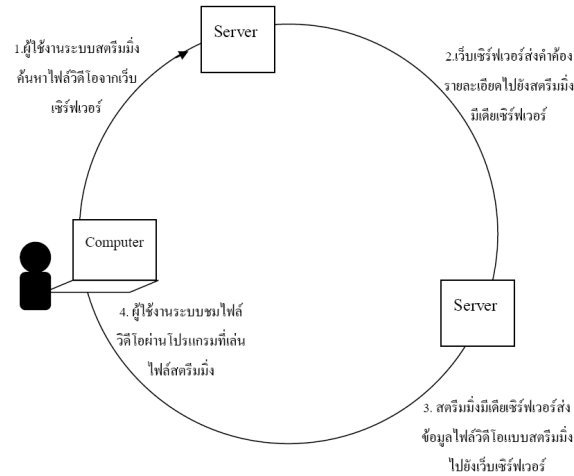 Server
1.ผู้ใช้งานระบบสตรีมมิ่ง
ค้นหาไฟล์วิดีโอจากเว็บ
เซิร์ฟเวอร์
2.เว็บเซิร์ฟเวอร์ส่งคำค้อง
รายละเอียดไปยังสตรีมมิ่ง
มีเดียเซิร์ฟเวอร์
Computer
Server
4. ผู้ใช้งานระบบชมไฟล์
วิดีโอผ่านโปรแกรมที่เล่น
ไฟล์สตรีมมิ่ง
3. สตรีมมิ่งมีเดียเซิร์ฟเวอร์ส่ง
ข้อมูลไฟล์วิดีโอแบบสตรีมมิ่ง
ไปยังเว็บเซิร์ฟเวอร์